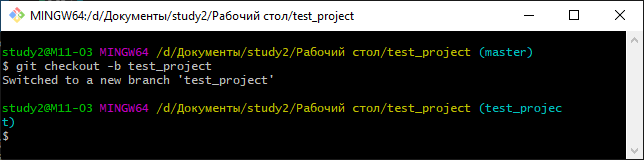 MINGW64:/d/Документы/study2/Рабочий стол/test_project
study2@M11-03 MINGW64 /d/Документы/study2/Рабочий стол/test_project (master)
$ git checkout -b test_project
Switched to a new branch 'test_project'
study2@M11-03 MINGW64 /d/Документы/study2/Рабочий стол/test_project (test_projec
t)
$